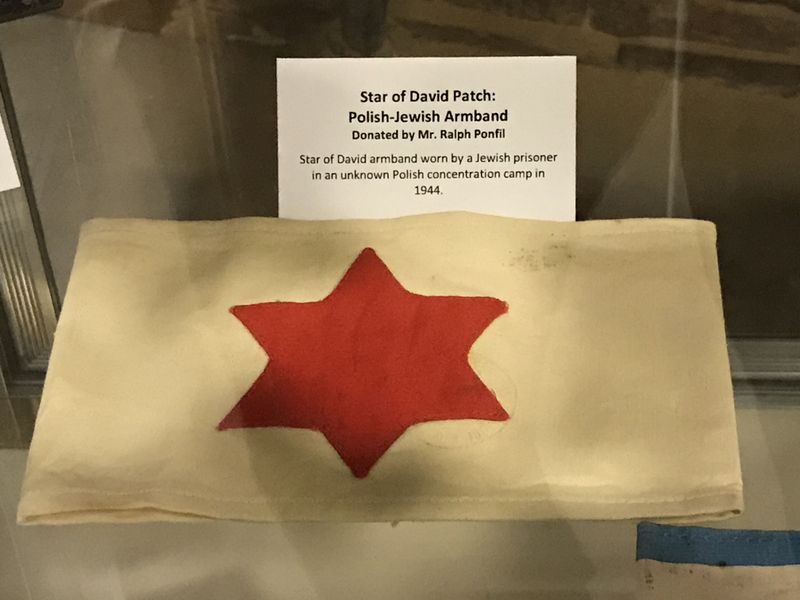 Star of David Patch:
Polish-Jewish Armband
Donated by Mr. Ralph Ponfil
Star of David armband worn by a Jewish prisoner
in an unknown Polish concentration camp in
1944.